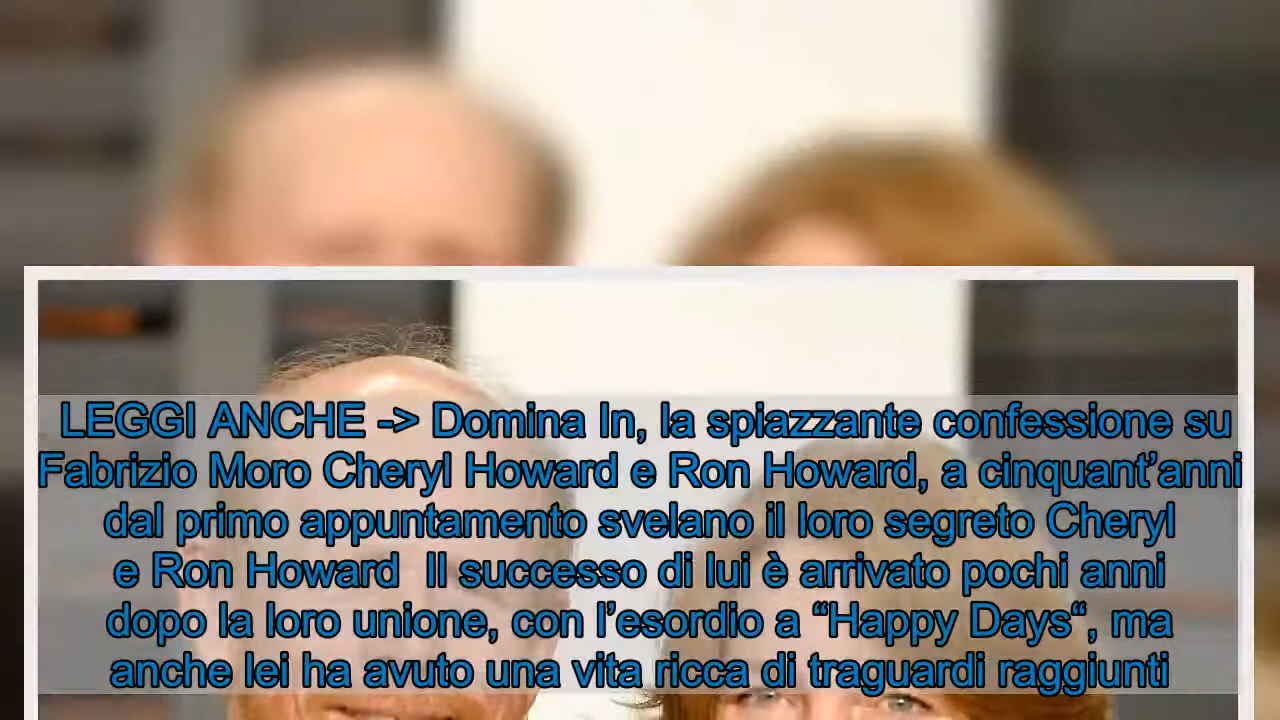 LEGGI ANCHE -> Domina In, la spiazzante confessione su
Fabrizio Moro Cheryl Howard e Ron Howard, a cinquant’anni
dal primo appuntamento svelano il loro segreto Cheryl
e Ron Howard  Il successo di lui è arrivato pochi anni
dopo la loro unione, con l’esordio a “Happy Days“, ma
anche lei ha avuto una vita ricca di traguardi raggiunti